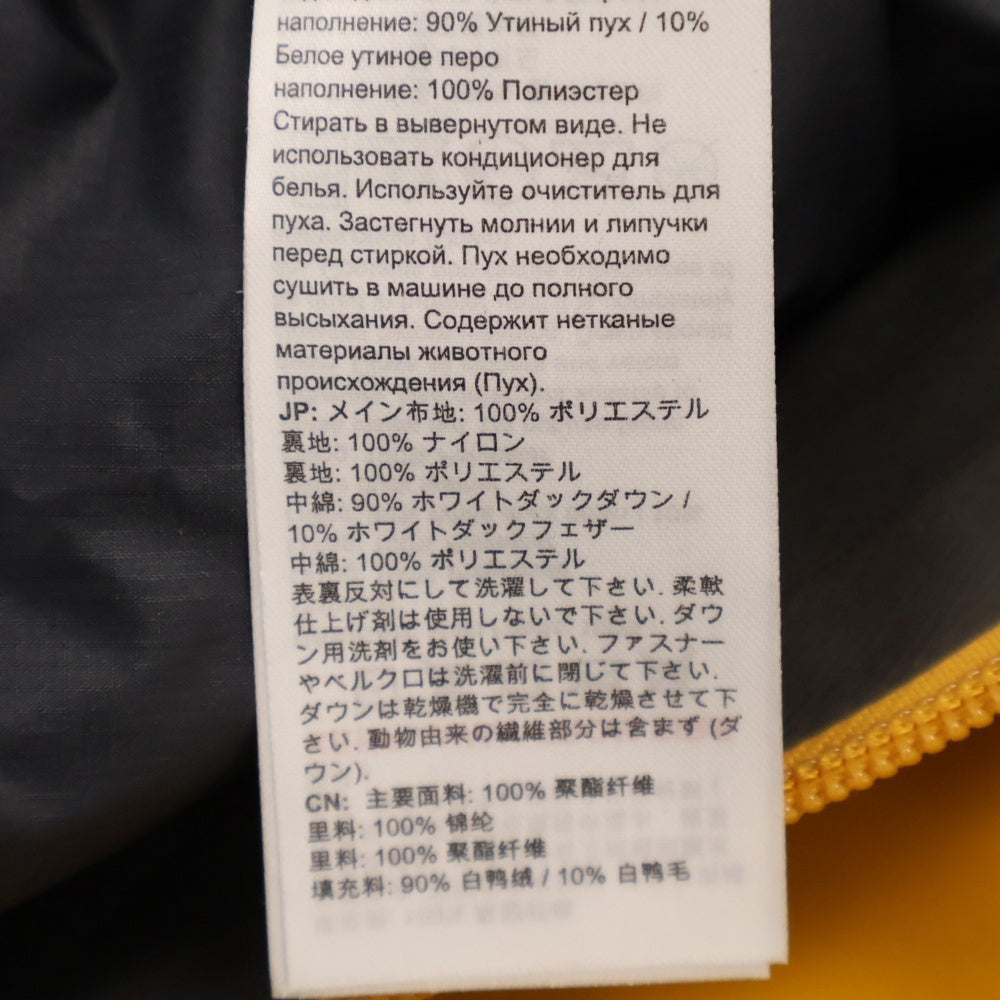 наполнение: 90% Утиный пух / 10%
Белое утиное перо
наполнение: 100% Полиэстер
Стирать в вывернутом виде. Не
использовать кондиционер для
белья. Используйте очиститель для
пуха. Застегнуть молнии и липучки
перед стиркой. Пух необходимо
сушить в машине до полного
высыхания. Содержит нетканые
материалы животного
происхождения (Пух).
JP: メイン布地: 100% ポリエステル
裏地: 100% ナイロン
裏地: 100% ポリエステル
中綿: 90% ホワイトダックダウン /
10% ホワイトダックフェザー
中綿: 100% ポリエステル
表裏反対にして洗濯して下さい. 柔軟
仕上げ剤は使用しないで下さい. ダウ
ン用洗剤をお使い下さい. ファスナー
やベルクロは洗濯前に閉じて下さい.
ダウンは乾燥機で完全に乾燥させて下
さい. 動物由来の繊維部分は含まず (ダ
ウン).
CN: 主要面料: 100% 聚酯纤维
里料: 100% 锦纶
里料: 100% 聚酯纤维
填充料: 90% 白鸭绒 / 10% 白鸭毛